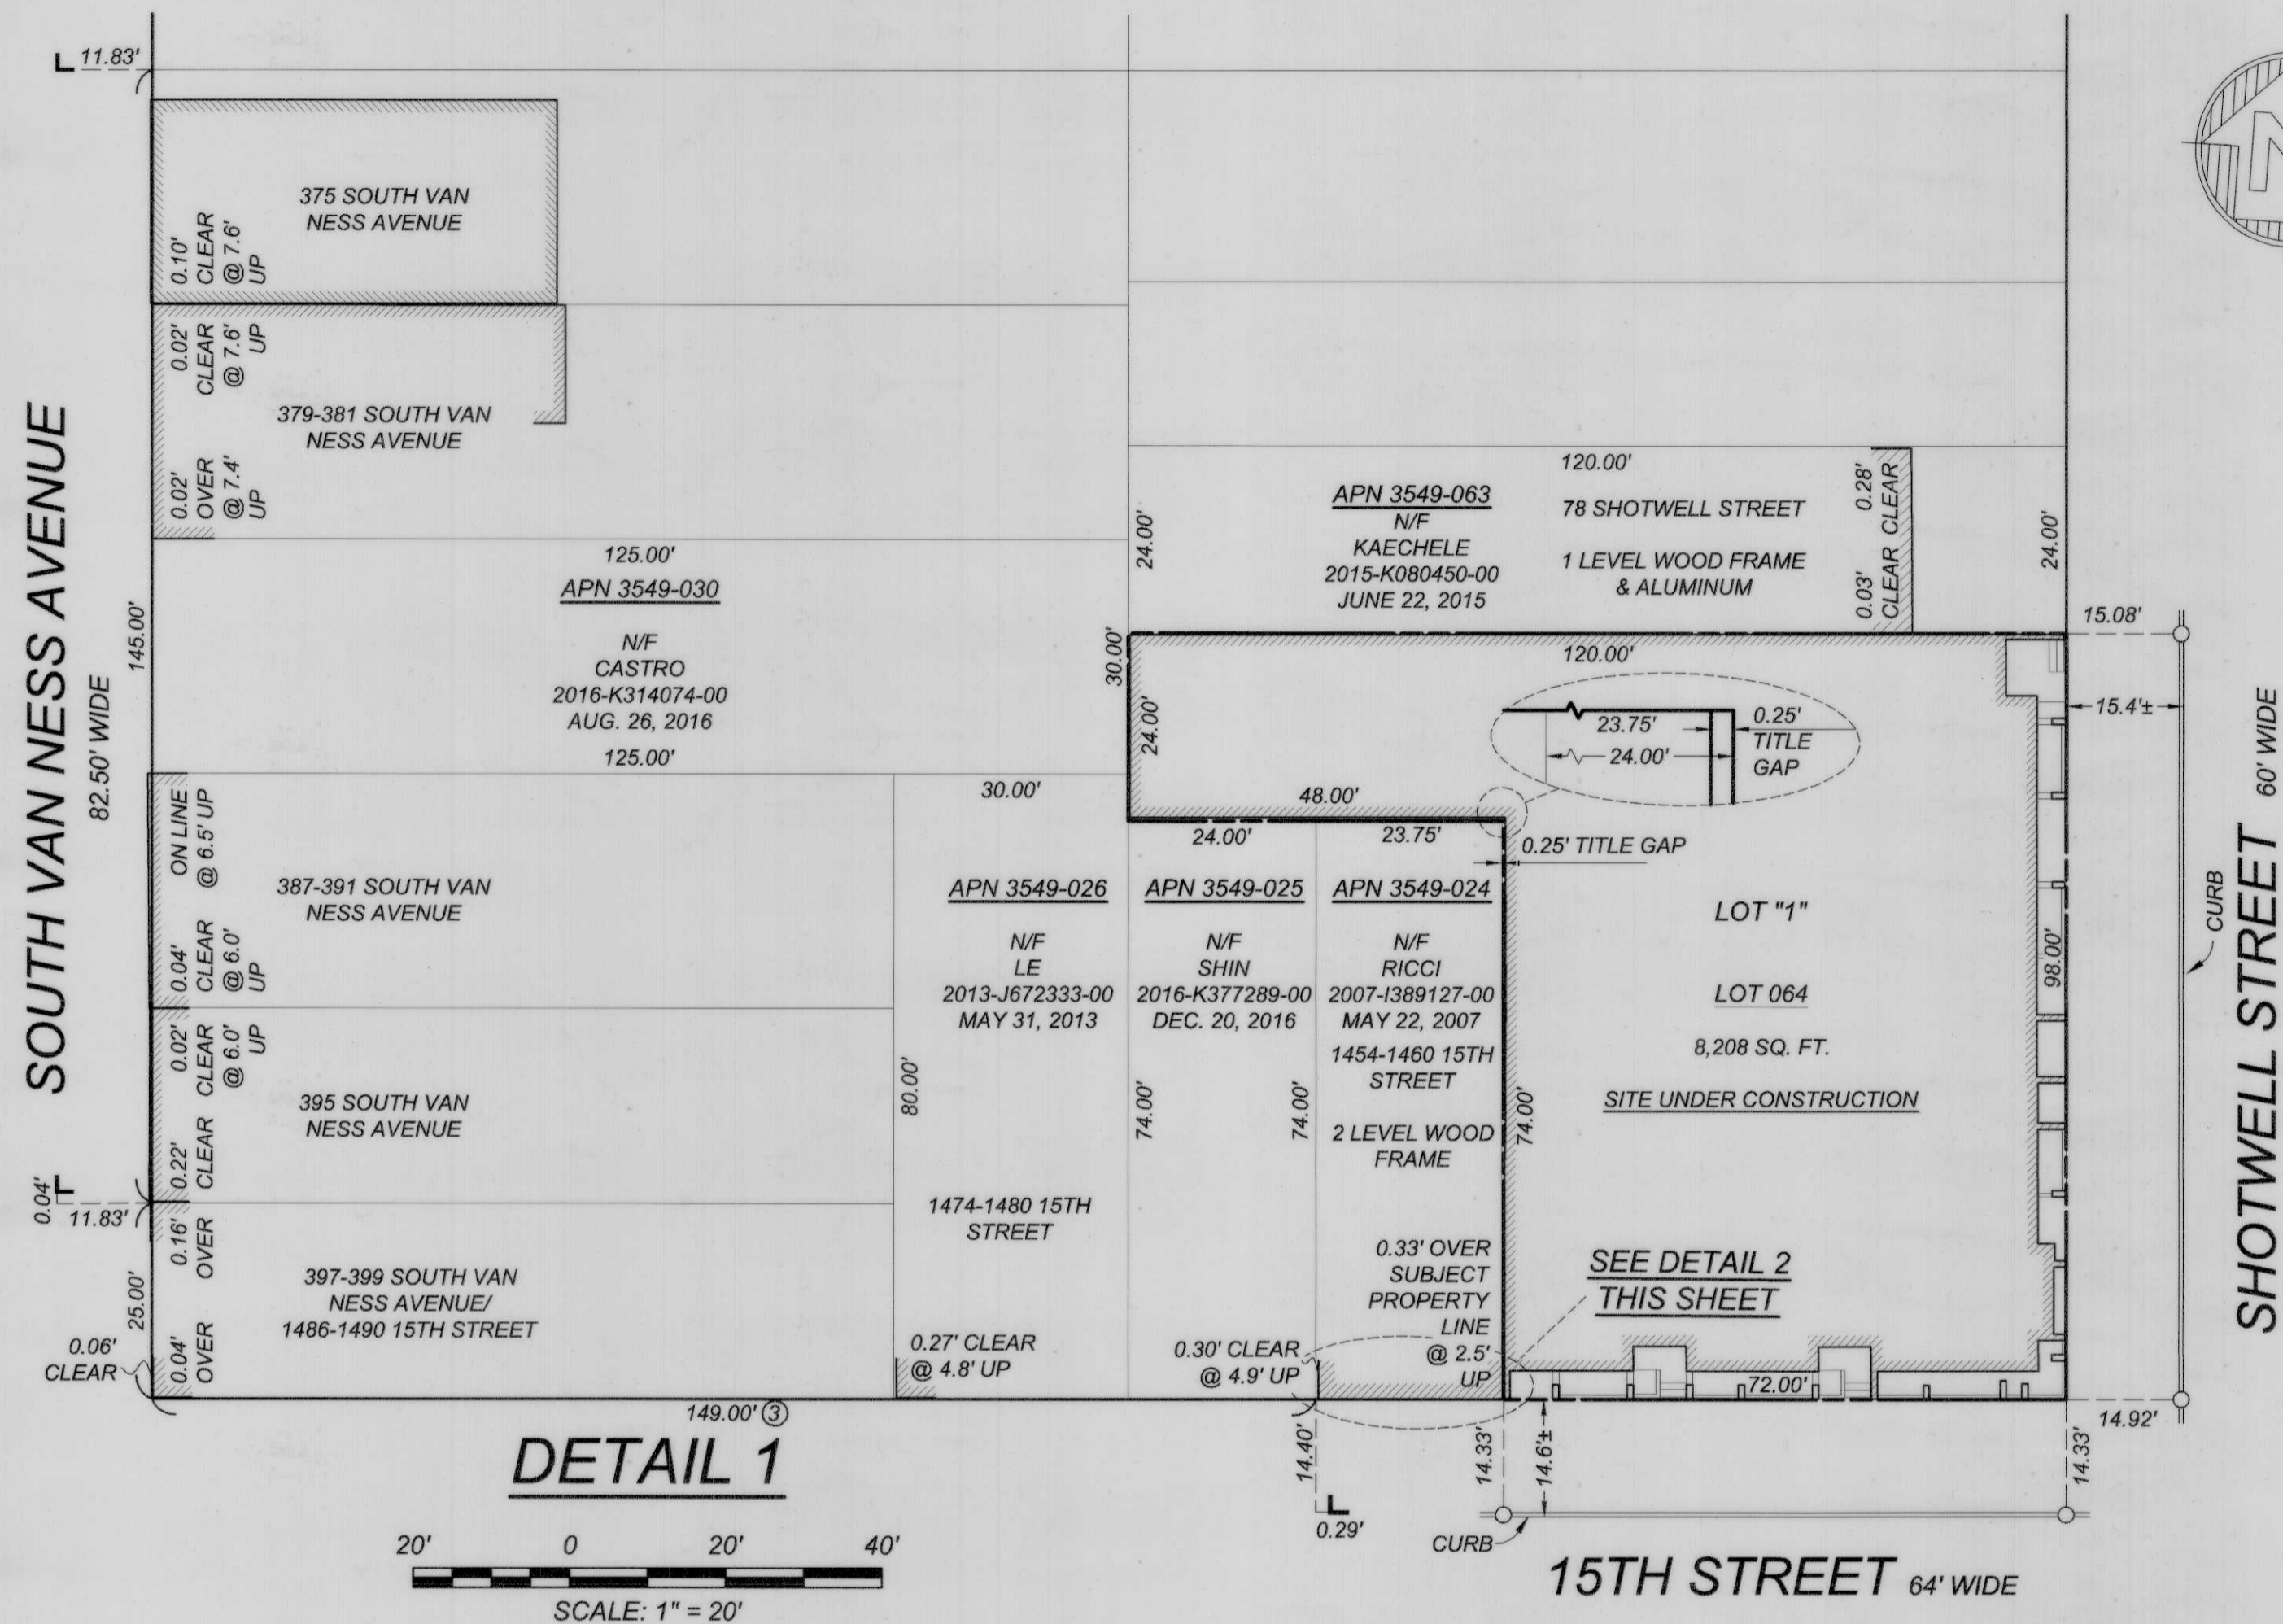 11.83'
375 SOUTH VAN
NESS AVENUE
0.10'
CLEAR
@ 7.6'
UP
0.02'
CLEAR
@ 7.6'
UP
379-381 SOUTH VAN
NESS AVENUE
0.02'
OVER
@ 7.4'
UP
SOUTH VAN NESS AVENUE
82.50' WIDE
145.00'
125.00'
APN 3549-030
N/F
CASTRO
2016-K314074-00
AUG. 26, 2016
125.00'
ON LINE
@ 6.5' UP
387-391 SOUTH VAN
NESS AVENUE
0.04'
CLEAR
@ 6.0'
UP
0.02'
CLEAR
@ 6.0'
UP
395 SOUTH VAN
NESS AVENUE
0.22'
CLEAR
0.04'
11.83'
0.16'
OVER
397-399 SOUTH VAN
NESS AVENUE/
1486-1490 15TH STREET
25.00'
0.04'
OVER
0.06'
CLEAR
149.00' 3
30.00'
APN 3549-026
N/F
LE
2013-J672333-00
MAY 31, 2013
80.00'
1474-1480 15TH
STREET
0.27' CLEAR
@ 4.8' UP
24.00'
APN 3549-025
N/F
SHIN
2016-K377289-00
DEC. 20, 2016
74.00'
74.00'
0.30' CLEAR
@ 4.9' UP
23.75'
APN 3549-024
N/F
RICCI
2007-I389127-00
MAY 22, 2007
1454-1460 15TH
STREET
2 LEVEL WOOD
FRAME
0.33' OVER
SUBJECT
PROPERTY
LINE
@ 2.5'
UP
74.00'
120.00'
APN 3549-063
N/F
KAECHELE
2015-K080450-00
JUNE 22, 2015
78 SHOTWELL STREET
1 LEVEL WOOD FRAME
& ALUMINUM
24.00'
0.28'
CLEAR
0.03'
CLEAR
24.00'
30.00'
24.00'
120.00'
48.00'
23.75'
24.00'
0.25'
TITLE
GAP
0.25' TITLE GAP
LOT "1"
LOT 064
8,208 SQ. FT.
SITE UNDER CONSTRUCTION
98.00'
SEE DETAIL 2
THIS SHEET
72.00'
15.08'
15.4'±
60' WIDE
SHOTWELL STREET
CURB
14.92'
14.33'
14.40'
14.33'
14.6'±
0.29'
CURB
15TH STREET 64' WIDE
DETAIL 1
20' 0 20' 40'
SCALE: 1" = 20'
N